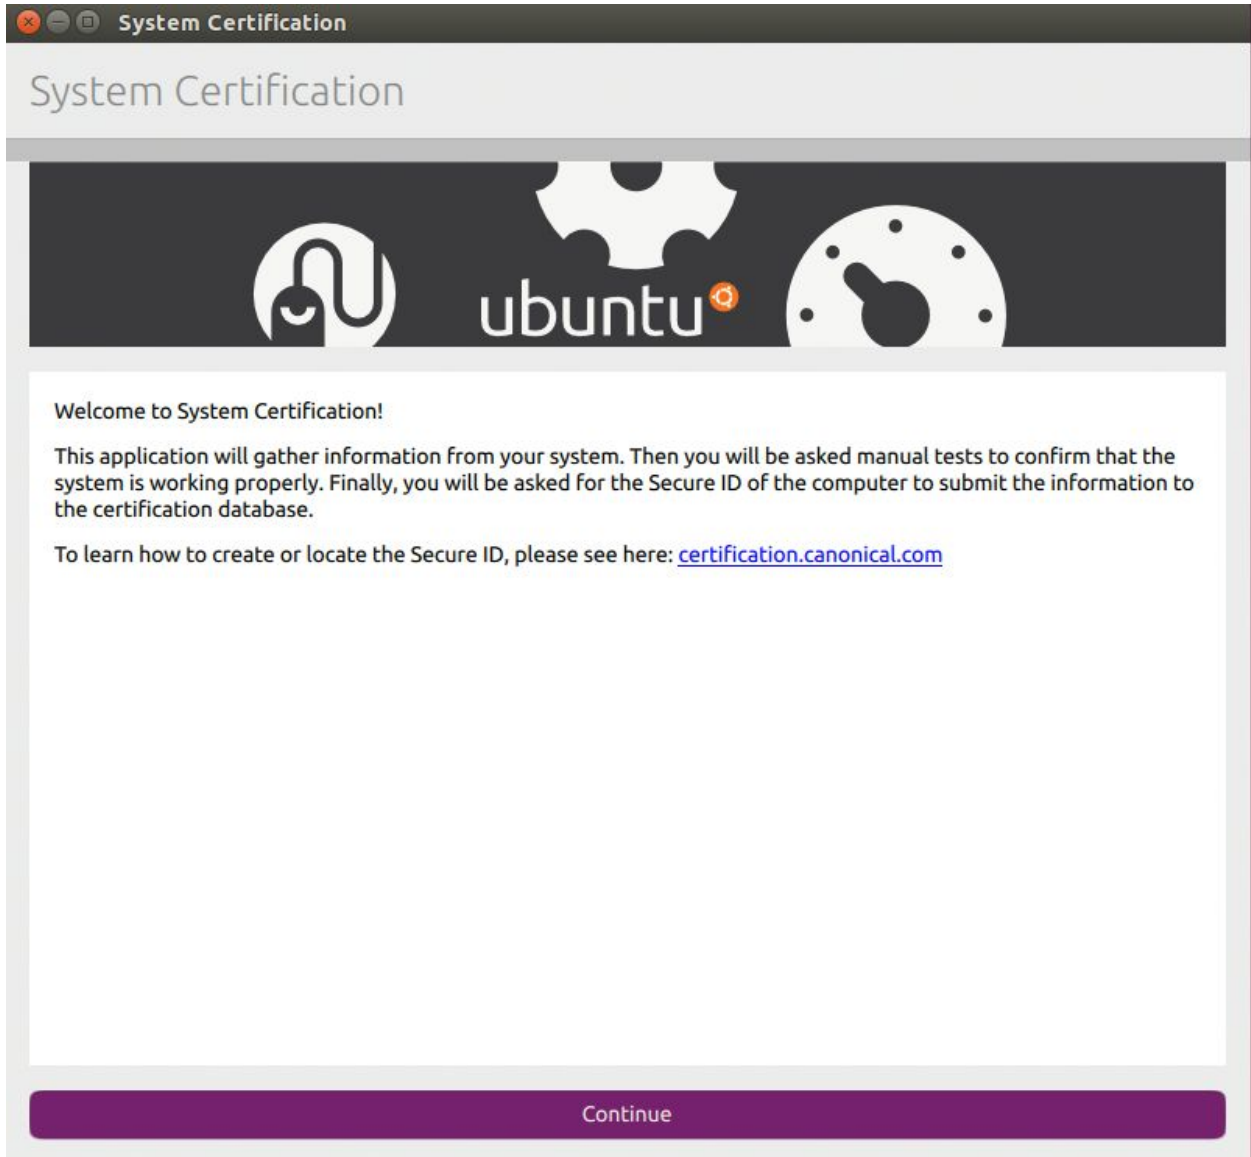 System Certification
System Certification
ubuntu
Welcome to System Certification!
This application will gather information from your system. Then you will be asked manual tests to confirm that the
system is working properly. Finally, you will be asked for the Secure ID of the computer to submit the information to
the certification database.
To learn how to create or locate the Secure ID, please see here: certification.canonical.com
Continue